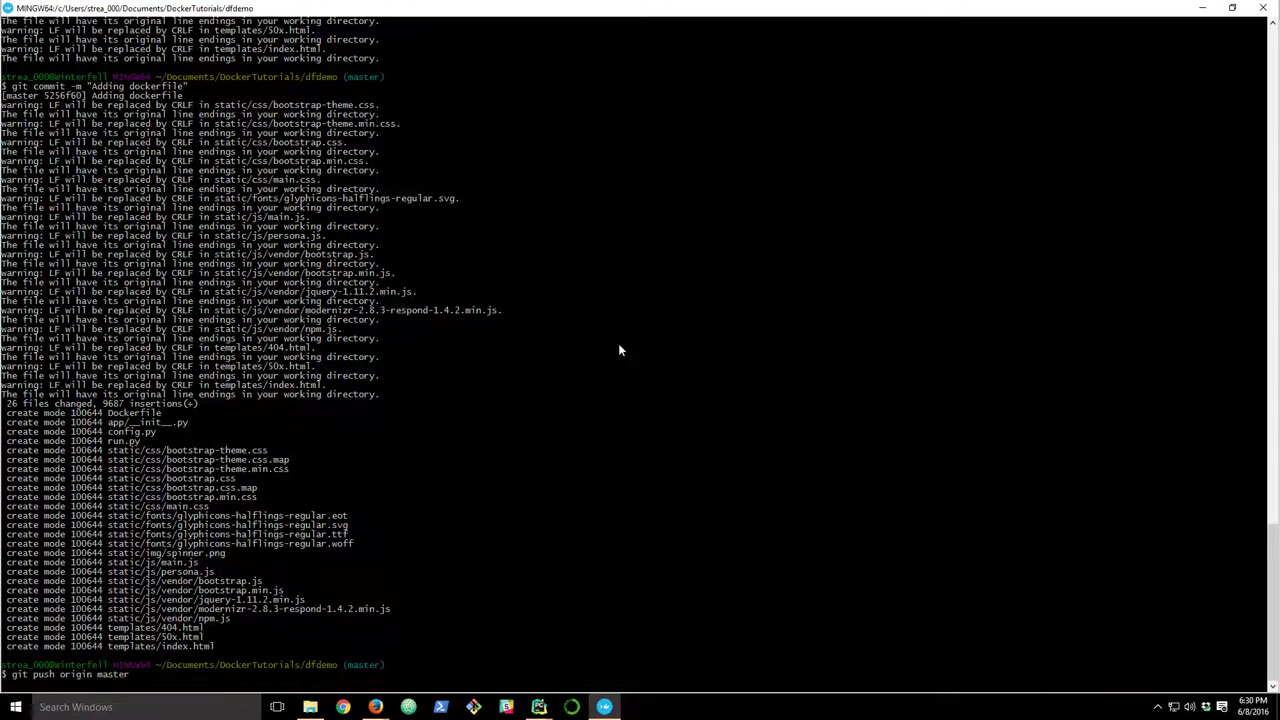 MINGW64:/c/Users/strea_000/Documents/DockerTutorials/dfdemo
The file will have its original line endings in your working directory.
warning: LF will be replaced by CRLF in templates/50x.html.
The file will have its original line endings in your working directory.
warning: LF will be replaced by CRLF in templates/index.html.
The file will have its original line endings in your working directory.
strea_000@Winterfell MINGW64 ~/Documents/DockerTutorials/dfdemo (master)
$ git commit -m "Adding dockerfile"
[master 5256f60] Adding dockerfile
warning: LF will be replaced by CRLF in static/css/bootstrap-theme.css.
The file will have its original line endings in your working directory.
warning: LF will be replaced by CRLF in static/css/bootstrap-theme.min.css.
The file will have its original line endings in your working directory.
warning: LF will be replaced by CRLF in static/css/bootstrap.css.
The file will have its original line endings in your working directory.
warning: LF will be replaced by CRLF in static/css/bootstrap.min.css.
The file will have its original line endings in your working directory.
warning: LF will be replaced by CRLF in static/css/main.css.
The file will have its original line endings in your working directory.
warning: LF will be replaced by CRLF in static/fonts/glyphicons-halflings-regular.svg.
The file will have its original line endings in your working directory.
warning: LF will be replaced by CRLF in static/js/main.js.
The file will have its original line endings in your working directory.
warning: LF will be replaced by CRLF in static/js/persona.js.
The file will have its original line endings in your working directory.
warning: LF will be replaced by CRLF in static/js/vendor/bootstrap.js.
The file will have its original line endings in your working directory.
warning: LF will be replaced by CRLF in static/js/vendor/bootstrap.min.js.
The file will have its original line endings in your working directory.
warning: LF will be replaced by CRLF in static/js/vendor/jquery-1.11.2.min.js.
The file will have its original line endings in your working directory.
warning: LF will be replaced by CRLF in static/js/vendor/modernizr-2.8.3-respond-1.4.2.min.js.
The file will have its original line endings in your working directory.
warning: LF will be replaced by CRLF in static/js/vendor/npm.js.
The file will have its original line endings in your working directory.
warning: LF will be replaced by CRLF in templates/404.html.
The file will have its original line endings in your working directory.
warning: LF will be replaced by CRLF in templates/50x.html.
The file will have its original line endings in your working directory.
warning: LF will be replaced by CRLF in templates/index.html.
The file will have its original line endings in your working directory.
26 files changed, 9687 insertions(+)
create mode 100644 Dockerfile
create mode 100644 app/__init__.py
create mode 100644 config.py
create mode 100644 run.py
create mode 100644 static/css/bootstrap-theme.css
create mode 100644 static/css/bootstrap-theme.css.map
create mode 100644 static/css/bootstrap-theme.min.css
create mode 100644 static/css/bootstrap.css
create mode 100644 static/css/bootstrap.css.map
create mode 100644 static/css/bootstrap.min.css
create mode 100644 static/css/main.css
create mode 100644 static/fonts/glyphicons-halflings-regular.eot
create mode 100644 static/fonts/glyphicons-halflings-regular.svg
create mode 100644 static/fonts/glyphicons-halflings-regular.ttf
create mode 100644 static/fonts/glyphicons-halflings-regular.woff
create mode 100644 static/img/spinner.png
create mode 100644 static/js/main.js
create mode 100644 static/js/persona.js
create mode 100644 static/js/vendor/bootstrap.js
create mode 100644 static/js/vendor/bootstrap.min.js
create mode 100644 static/js/vendor/jquery-1.11.2.min.js
create mode 100644 static/js/vendor/modernizr-2.8.3-respond-1.4.2.min.js
create mode 100644 static/js/vendor/npm.js
create mode 100644 templates/404.html
create mode 100644 templates/50x.html
create mode 100644 templates/index.html
strea_000@Winterfell MINGW64 ~/Documents/DockerTutorials/dfdemo (master)
$ git push origin master
Search Windows
6:30 PM
6/8/2016